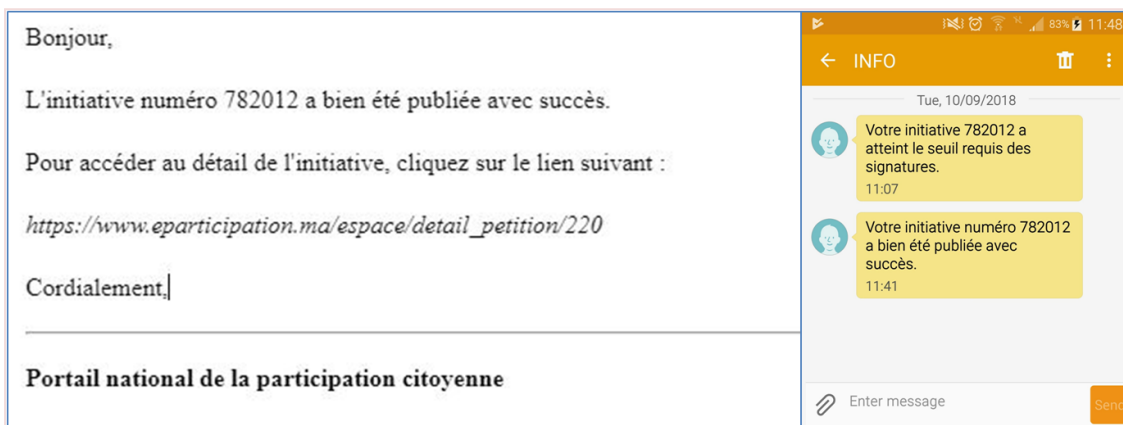 Bonjour,
L'initiative numéro 782012 a bien été publiée avec succès.
Pour accéder au détail de l'initiative, cliquez sur le lien suivant :
https://www.eparticipation.ma/espace/detail_petition/220
Cordialement,
Portail national de la participation citoyenne
83% 11:48
INFO
Tue, 10/09/2018
Votre initiative 782012 a
atteint le seuil requis des
signatures.
11:07
Votre initiative numéro 782012
a bien été publiée avec
succès.
11:41
Enter message
Send